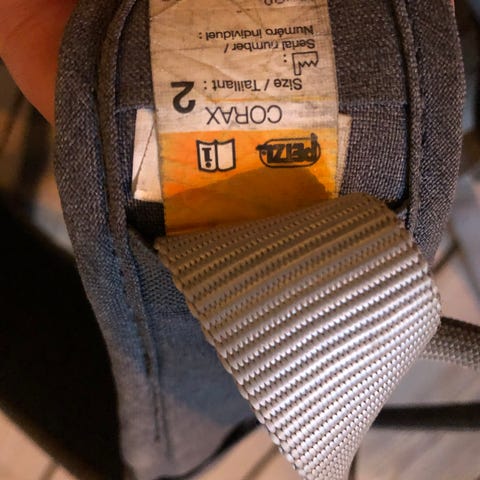 PETZL
CORAX
Size / Taillant : 2
:
Serial number /
Numéro individuel :